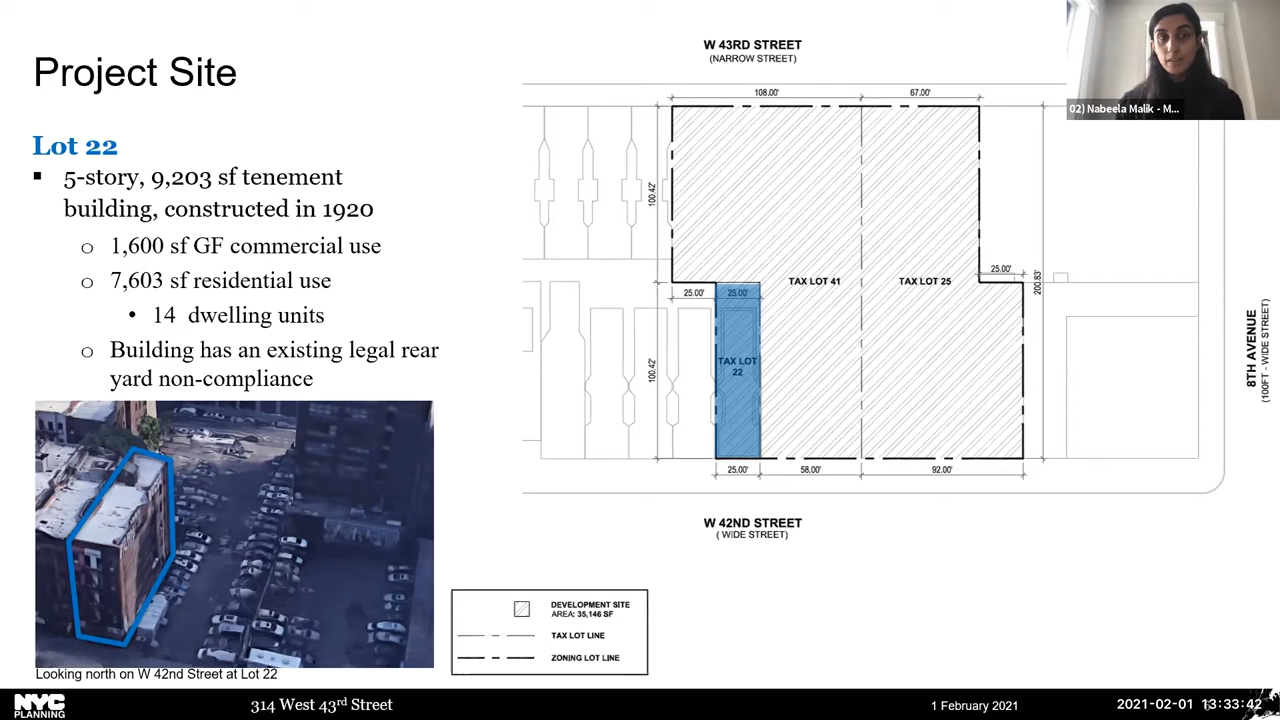 Project Site
Lot 22
▪ 5-story, 9,203 sf tenement
building, constructed in 1920
o 1,600 sf GF commercial use
o 7,603 sf residential use
• 14 dwelling units
o Building has an existing legal rear
yard non-compliance
Looking north on W 42nd Street at Lot 22
W 43RD STREET
(NARROW STREET)
108.00'
67.00'
100.42'
25.00'
200.83'
25.00'
25.00'
TAX LOT 41
TAX LOT 25
TAX LOT
22
100.42'
25.00'
58.00'
92.00'
W 42ND STREET
( WIDE STREET)
8TH AVENUE
(100FT - WIDE STREET)
DEVELOPMENT SITE
AREA: 35,146 SF
TAX LOT LINE
ZONING LOT LINE
02) Nabeela Malik - M...
NYC
PLANNING
314 West 43rd Street
1 February 2021
2021-02-01 13:33:42